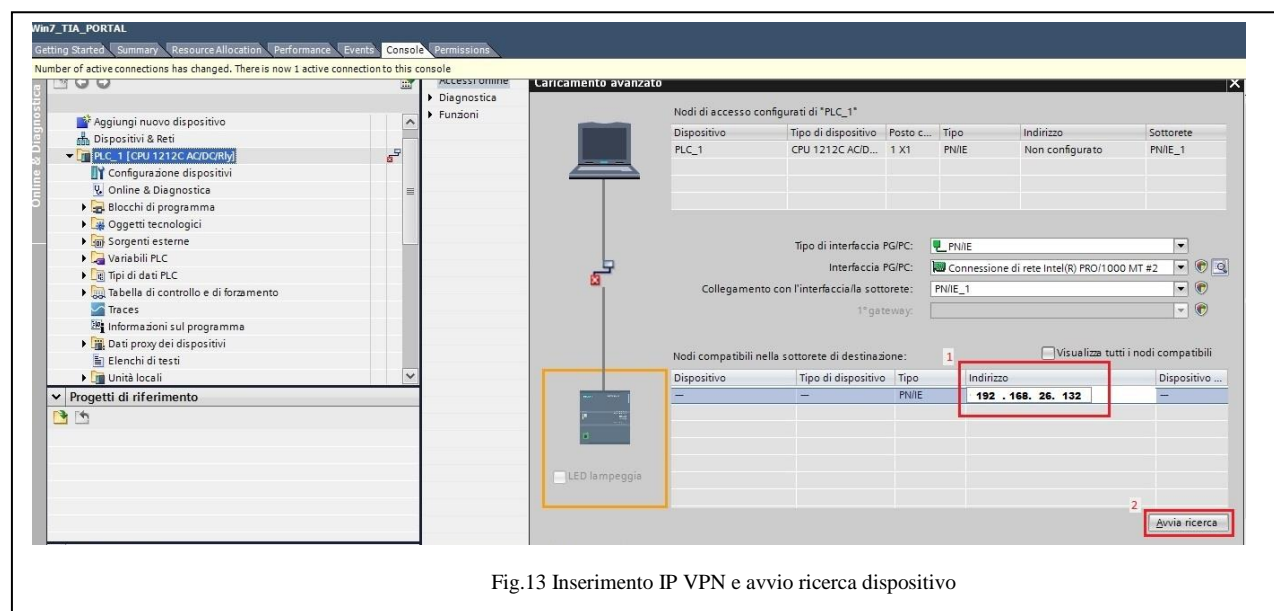 Win7_TIA_PORTAL
Getting Started Summary Resource Allocation Performance Events Console Permissions
Number of active connections has changed. There is now 1 active connection to this console
Online & Diagnostica
Aggiungi nuovo dispositivo
Dispositivi & Reti
PLC_1 [CPU 1212C AC/DC/Rly]
Configurazione dispositivi
Online & Diagnostica
Blocchi di programma
Oggetti tecnologici
Sorgenti esterne
Variabili PLC
Tipi di dati PLC
Tabella di controllo e di forzamento
Traces
Informazioni sul programma
Dati proxy dei dispositivi
Elenchi di testi
Unità locali
Progetti di riferimento
Accessi online
Diagnostica
Funzioni
Caricamento avanzato
Nodi di accesso configurati di "PLC_1"
Dispositivo Tipo di dispositivo Posto c... Tipo Indirizzo Sottorete
PLC_1 CPU 1212C AC/D... 1 X1 PN/IE Non configurato PN/IE_1
Tipo di interfaccia PG/PC: PN/IE
Interfaccia PG/PC: Connessione di rete Intel(R) PRO/1000 MT #2
Collegamento con l'interfaccia/la sottorete: PN/IE_1
1° gateway:
Nodi compatibili nella sottorete di destinazione: 1 Visualizza tutti i nodi compatibili
Dispositivo Tipo di dispositivo Tipo Indirizzo Dispositivo ...
— — PN/IE 192 . 168. 26. 132 —
LED lampeggia
2
Avvia ricerca
Fig.13 Inserimento IP VPN e avvio ricerca dispositivo